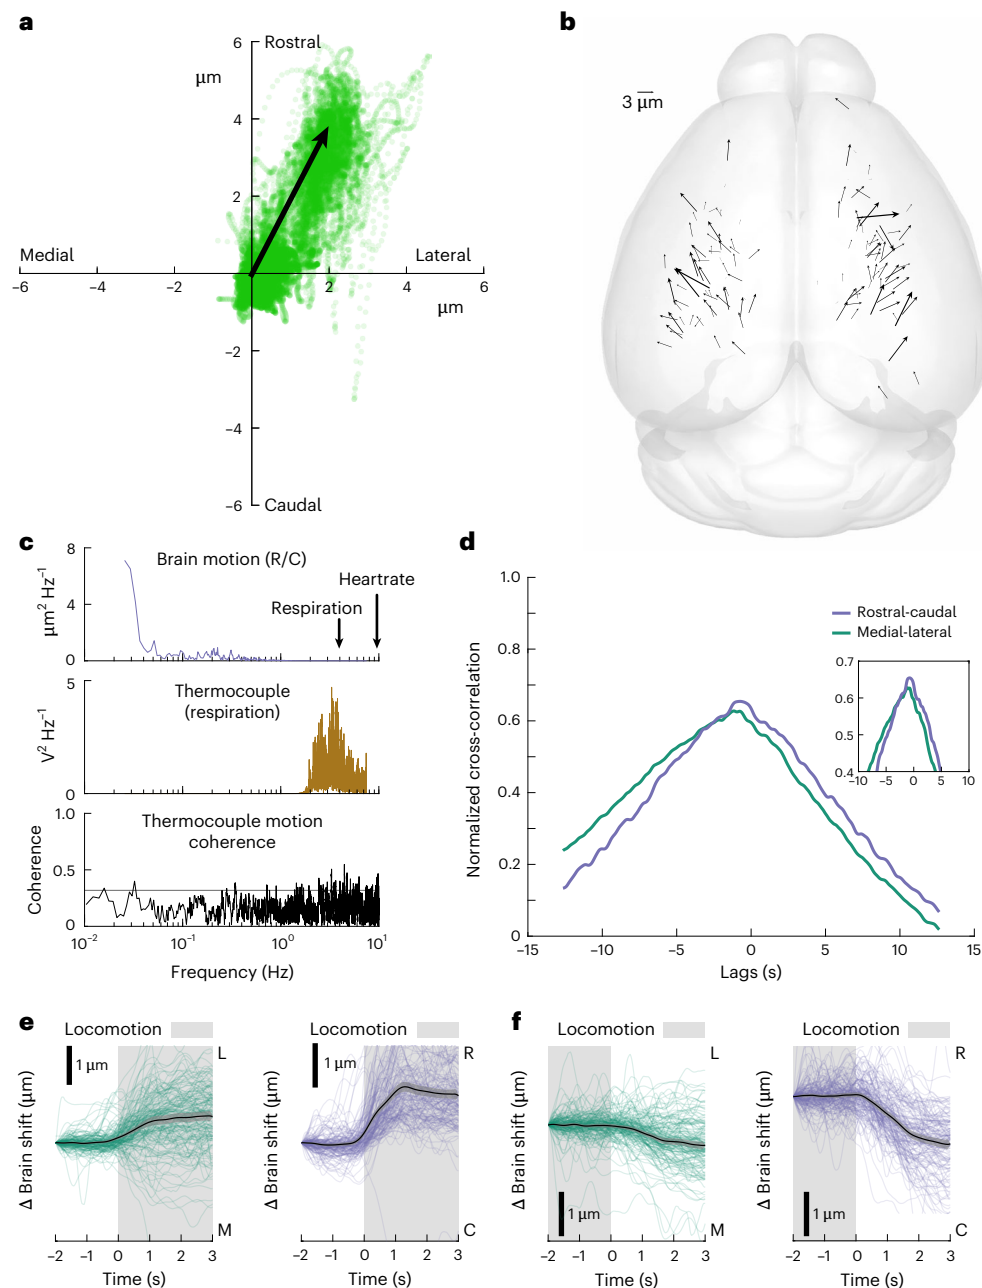 a
6
Rostral
μm
4
2
Medial
Lateral
-6
-4
-2
2
4
6
μm
-2
-4
-6
Caudal
b
3 μm
c
8
4
0
μm² Hz⁻¹
Brain motion (R/C)
Heartrate
Respiration
5
0
V² Hz⁻¹
Thermocouple
(respiration)
1.0
0.5
0
Coherence
Thermocouple motion
coherence
10⁻² 10⁻¹ 10⁰ 10¹
Frequency (Hz)
d
1.0
0.8
0.6
0.4
0.2
0
Normalized cross-correlation
Rostral-caudal
Medial-lateral
0.7
0.6
0.5
0.4
-10 -5 0 5 10
-15 -10 -5 0 5 10 15
Lags (s)
e
Locomotion
1 μm
L
M
Δ Brain shift (μm)
-2 -1 0 1 2 3
Time (s)
Locomotion
1 μm
R
C
Δ Brain shift (μm)
-2 -1 0 1 2 3
Time (s)
f
Locomotion
L
1 μm
M
Δ Brain shift (μm)
-2 -1 0 1 2 3
Time (s)
Locomotion
R
1 μm
C
Δ Brain shift (μm)
-2 -1 0 1 2 3
Time (s)